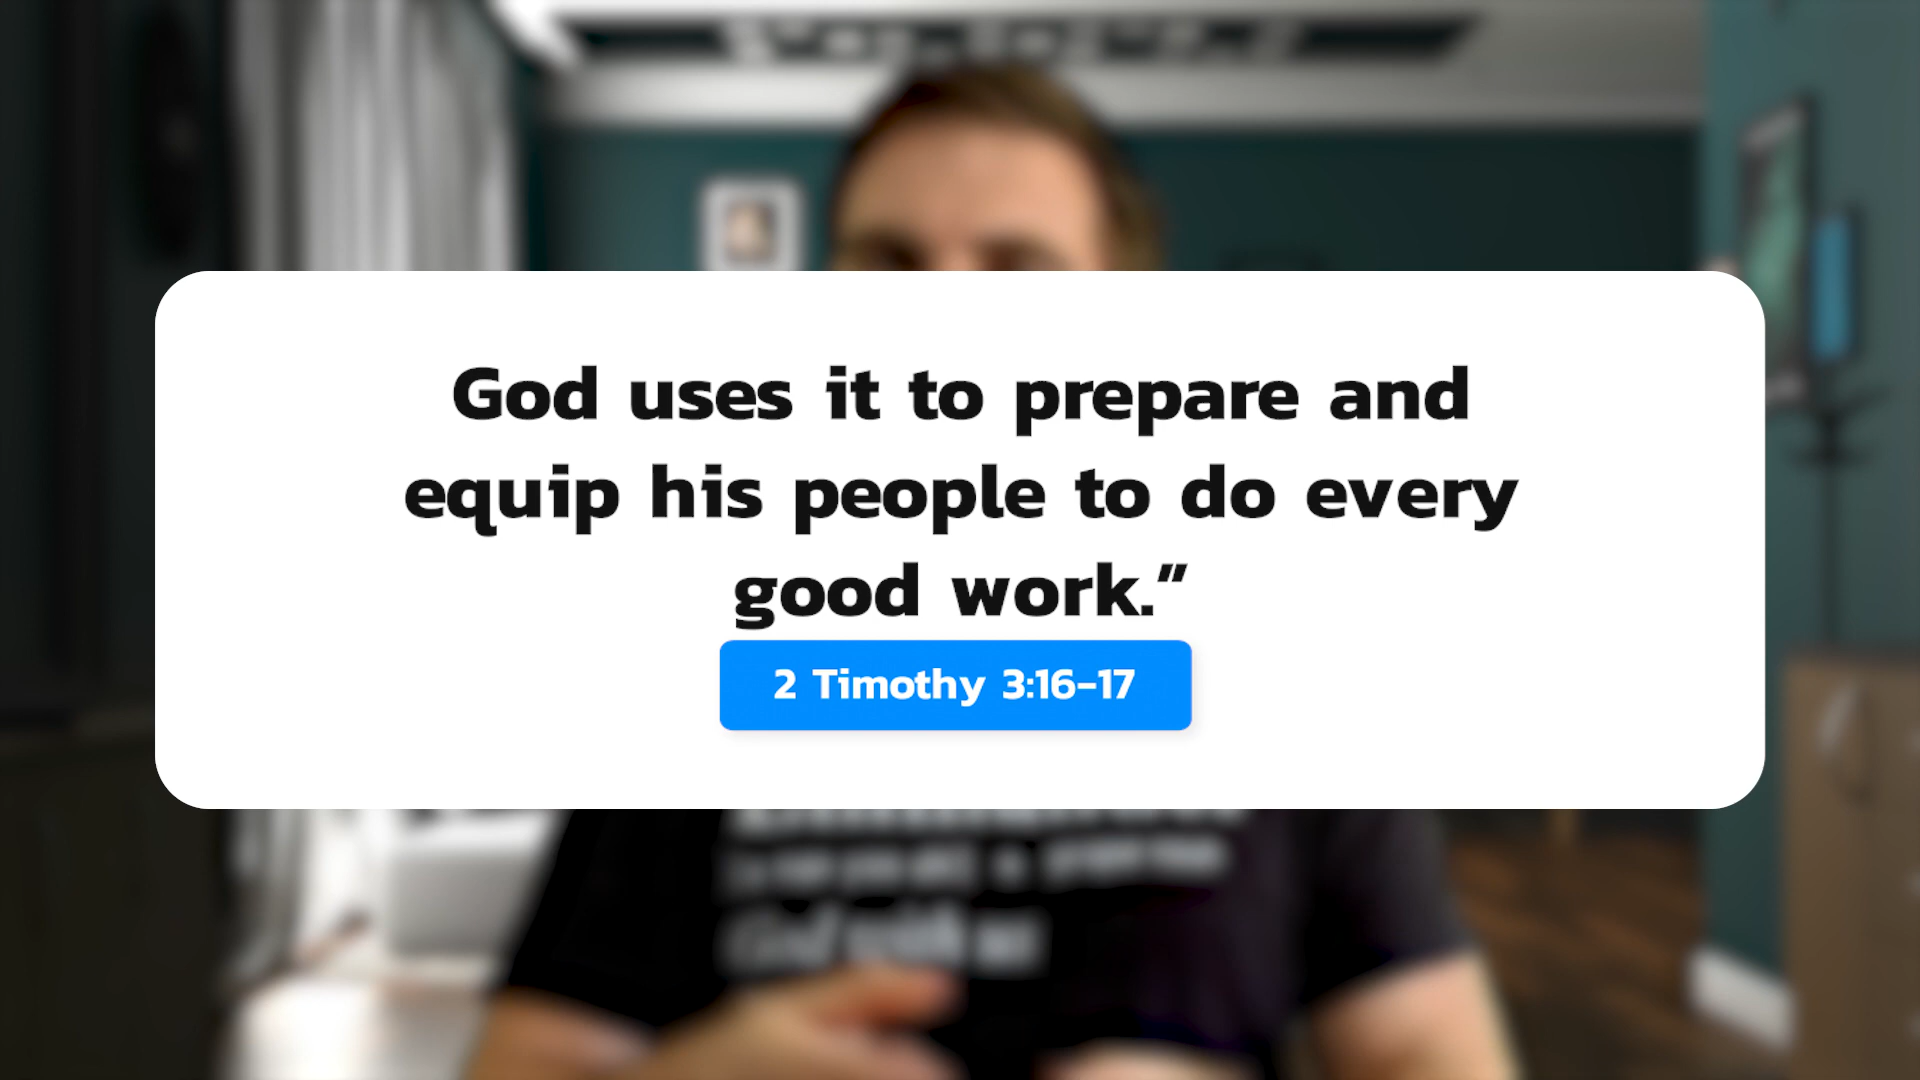 God uses it to prepare and
equip his people to do every
good work.”
2 Timothy 3:16-17